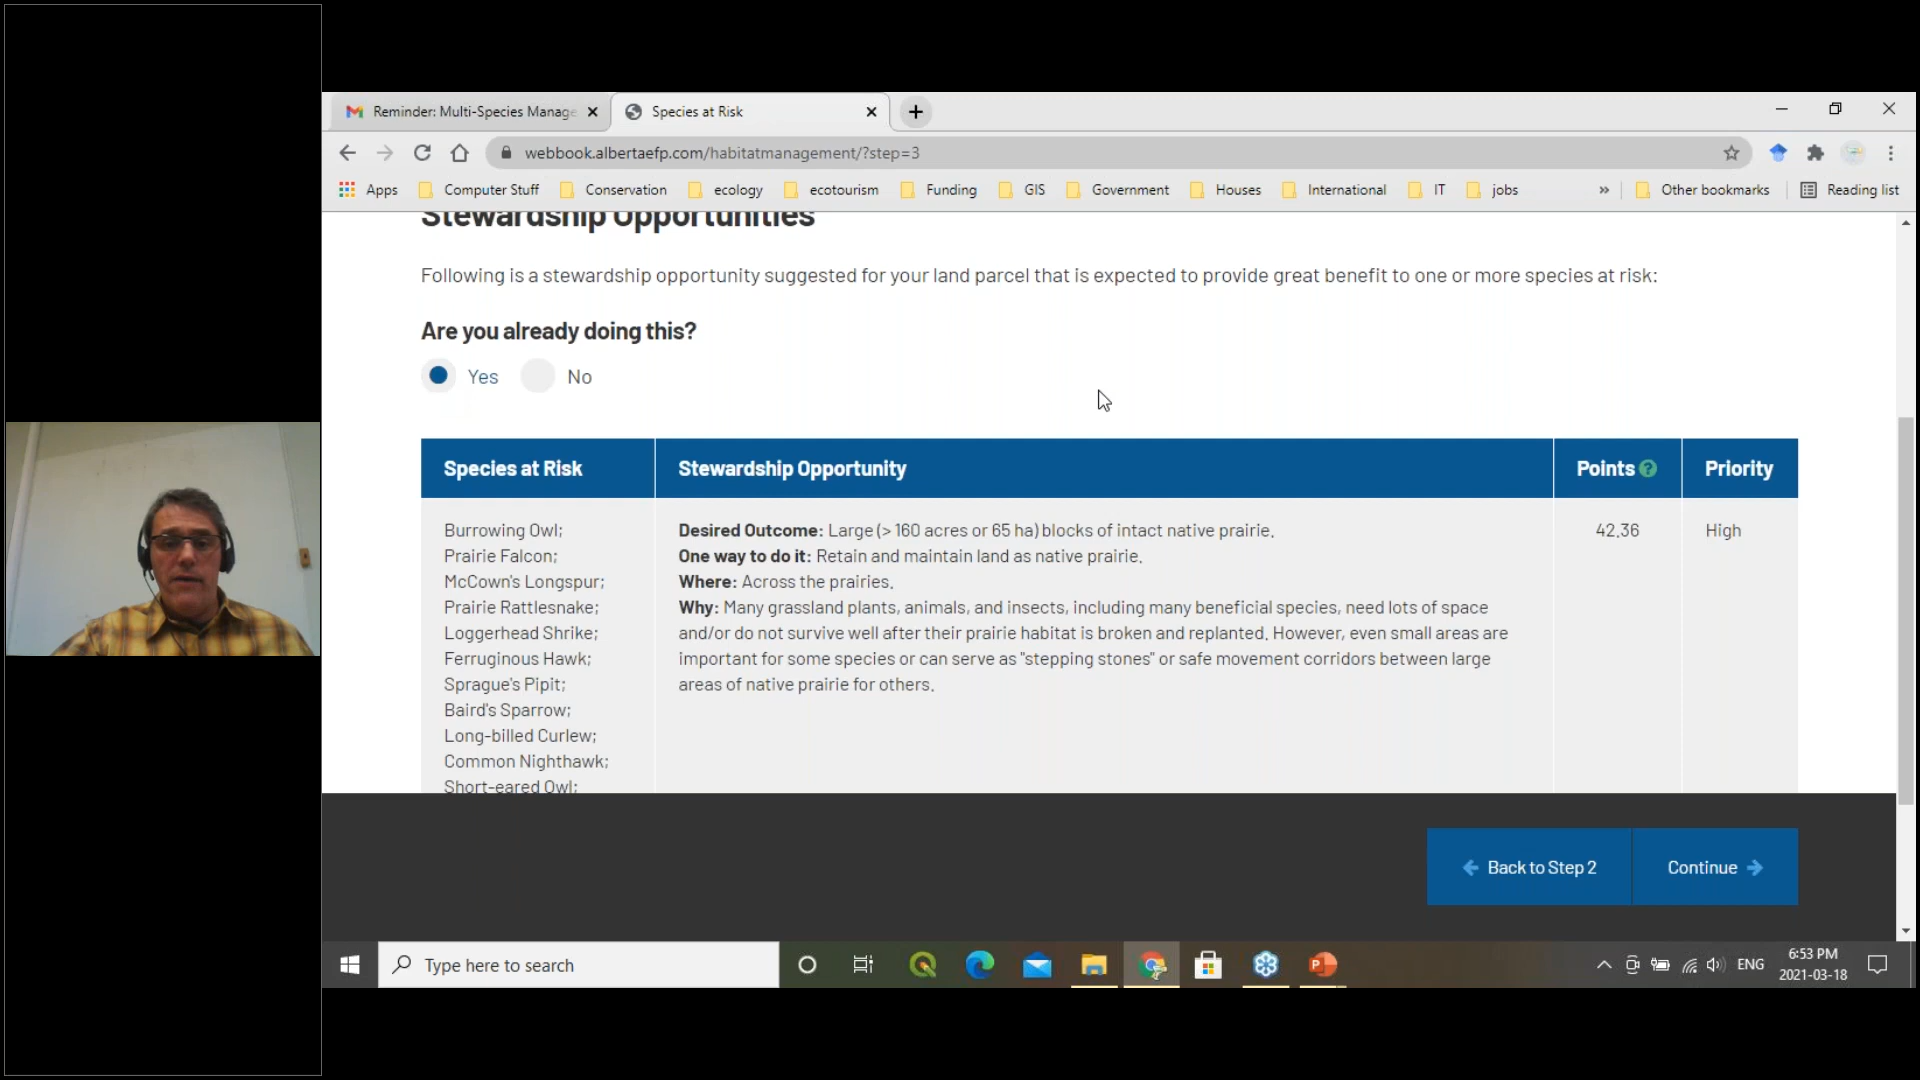 Reminder: Multi-Species Manage
Species at Risk
webbook.albertaefp.com/habitatmanagement/?step=3
Apps
Computer Stuff
Conservation
ecology
ecotourism
Funding
GIS
Government
Houses
International
IT
jobs
»
Other bookmarks
Reading list
Stewardship Opportunities
Following is a stewardship opportunity suggested for your land parcel that is expected to provide great benefit to one or more species at risk:
Are you already doing this?
Yes
No
Species at Risk
Stewardship Opportunity
Points ?
Priority
Burrowing Owl;
Prairie Falcon;
McCown's Longspur;
Prairie Rattlesnake;
Loggerhead Shrike;
Ferruginous Hawk;
Sprague's Pipit;
Baird's Sparrow;
Long-billed Curlew;
Common Nighthawk;
Short-eared Owl;
Desired Outcome: Large (> 160 acres or 65 ha) blocks of intact native prairie.
One way to do it: Retain and maintain land as native prairie.
Where: Across the prairies.
Why: Many grassland plants, animals, and insects, including many beneficial species, need lots of space
and/or do not survive well after their prairie habitat is broken and replanted. However, even small areas are
important for some species or can serve as "stepping stones" or safe movement corridors between large
areas of native prairie for others.
42.36
High
Back to Step 2
Continue
Type here to search
ENG
6:53 PM
2021-03-18